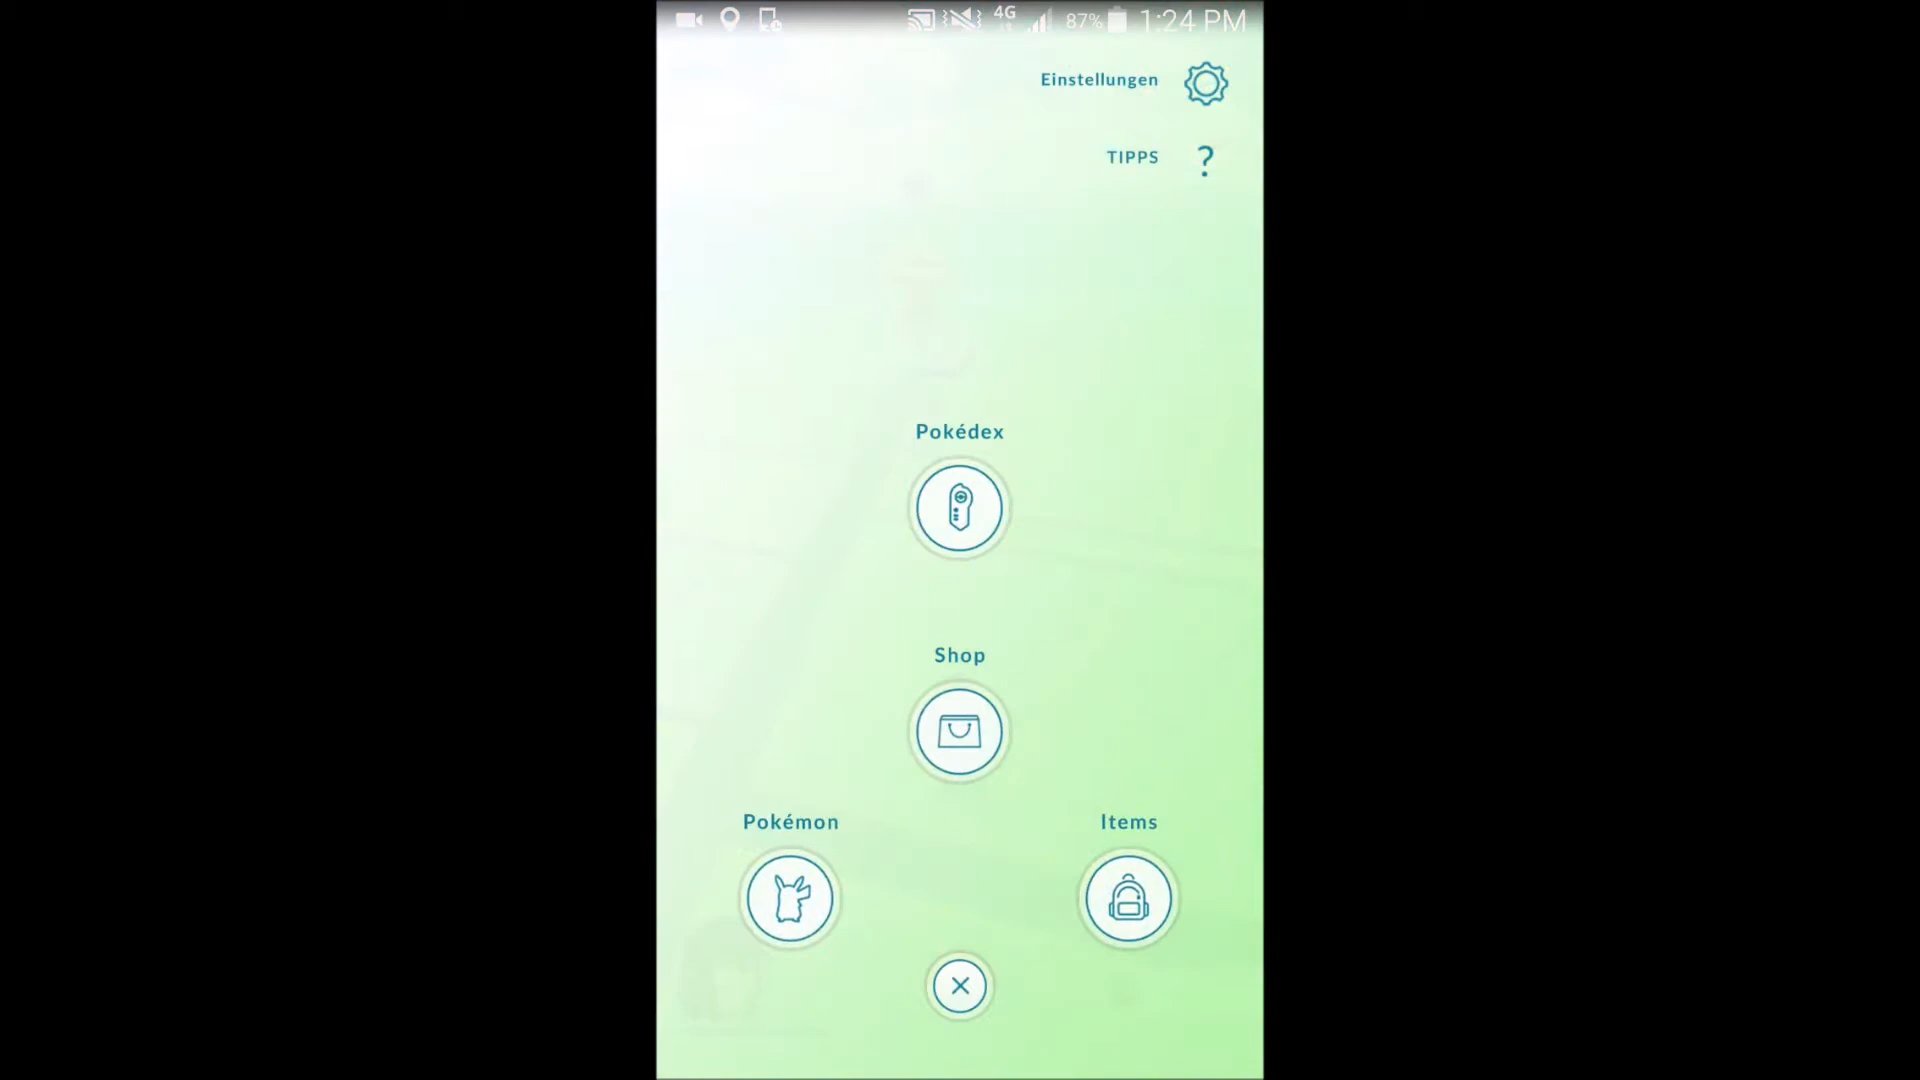 4G 87% 1:24 PM
Einstellungen
TIPPS ?
Pokédex
Shop
Pokémon
Items